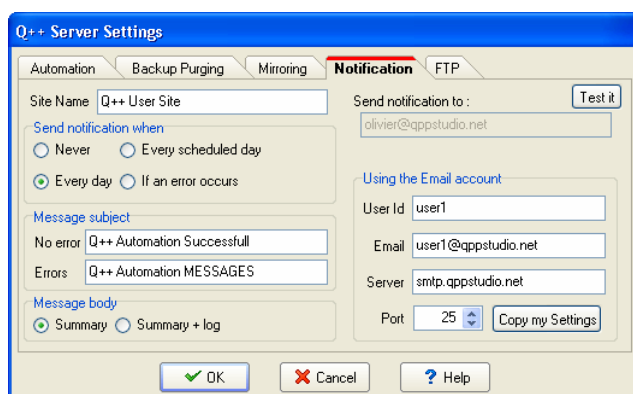 Q++ Server Settings
Automation Backup Purging Mirroring Notification FTP
Site Name Q++ User Site
Send notification when
Never Every scheduled day
Every day If an error occurs
Message subject
No error Q++ Automation Successfull
Errors Q++ Automation MESSAGES
Message body
Summary Summary + log
Send notification to : Test it
olivier@qppstudio.net
Using the Email account
User Id user1
Email user1@qppstudio.net
Server smtp.qppstudio.net
Port 25 Copy my Settings
OK Cancel ? Help